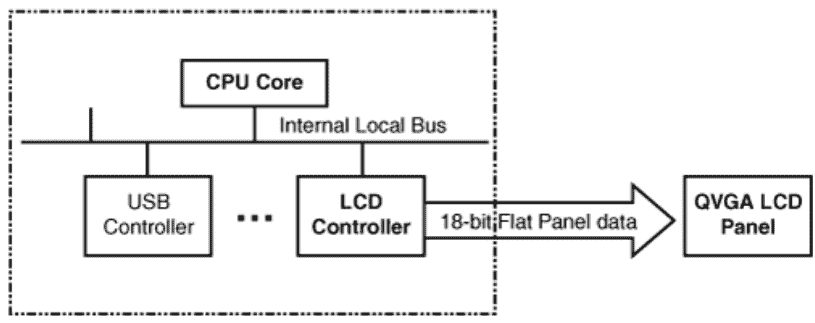 CPU Core
Internal Local Bus
USB
Controller
LCD
Controller
18-bit Flat Panel data
QVGA LCD
Panel